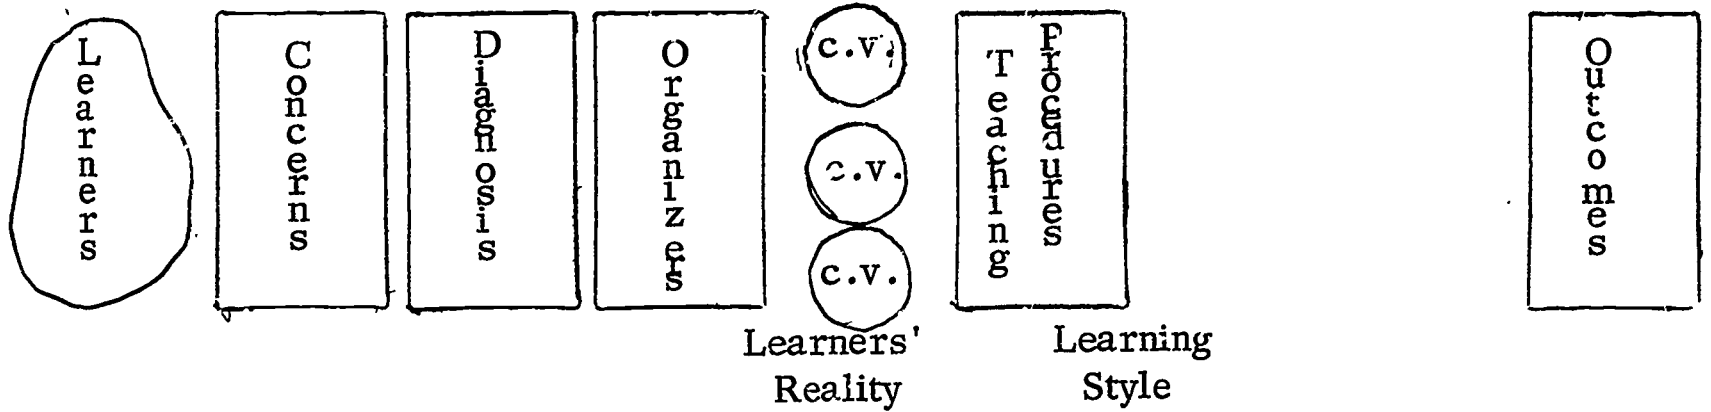 Learners
Concerns
Diagnosis
Organizers
c.v.
c.v.
c.v.
Teaching
Procedures
Outcomes
Learners'
Reality
Learning
Style